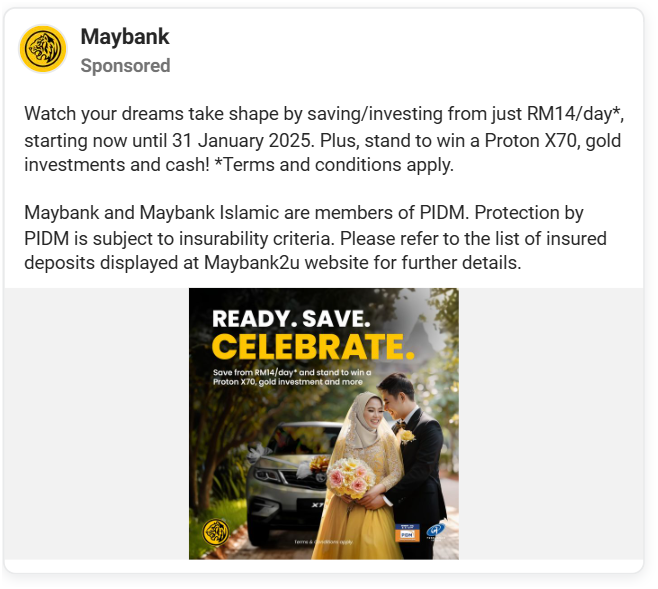 Maybank
Sponsored
Watch your dreams take shape by saving/investing from just RM14/day*,
starting now until 31 January 2025. Plus, stand to win a Proton X70, gold
investments and cash! *Terms and conditions apply.
Maybank and Maybank Islamic are members of PIDM. Protection by
PIDM is subject to insurability criteria. Please refer to the list of insured
deposits displayed at Maybank2u website for further details.
READY. SAVE.
CELEBRATE.
Save from RM14/day* and stand to win a
Proton X70, gold investment and more
PIDM
Terms & conditions apply